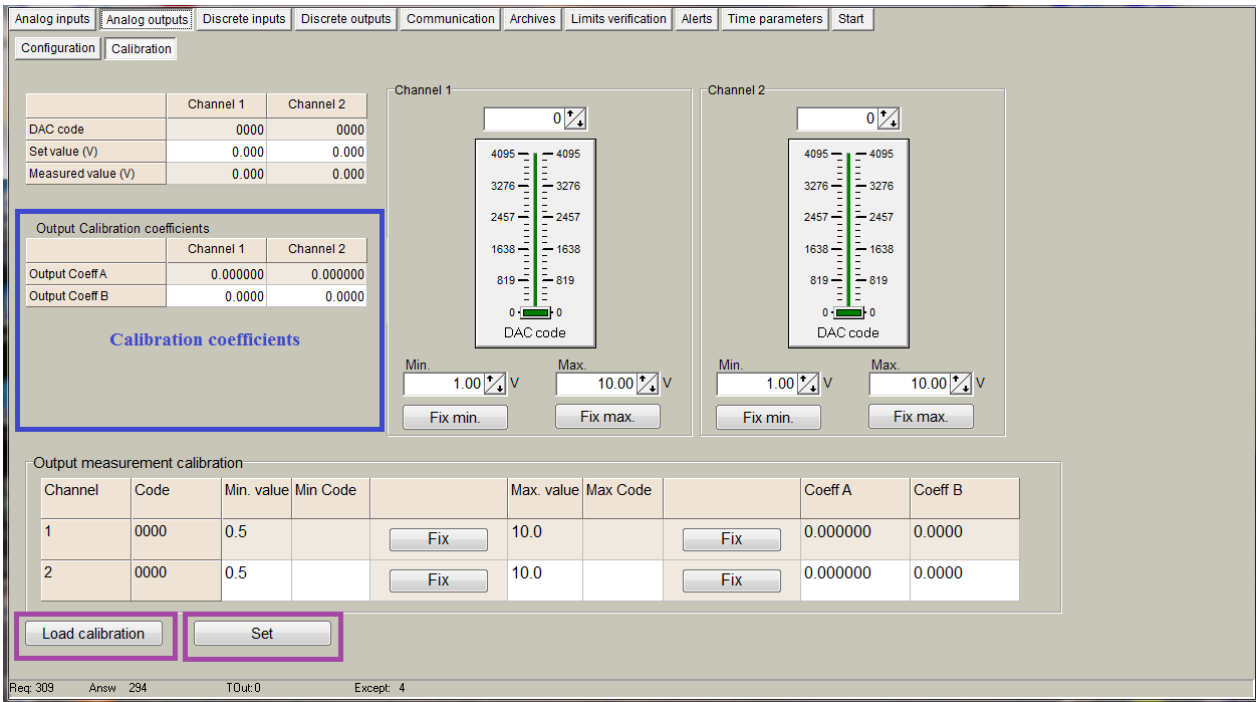 Analog inputs Analog outputs Discrete inputs Discrete outputs Communication Archives Limits verification Alerts Time parameters Start
Configuration Calibration
Channel 1 Channel 2
DAC code 0000 0000
Set value (V) 0.000 0.000
Measured value (V) 0.000 0.000
Output Calibration coefficients
Channel 1 Channel 2
Output Coeff A 0.000000 0.000000
Output Coeff B 0.0000 0.0000
Calibration coefficients
Channel 1
0
4095 4095
3276 3276
2457 2457
1638 1638
819 819
0 0
DAC code
Min. Max.
1.00 V 10.00 V
Fix min. Fix max.
Channel 2
0
4095 4095
3276 3276
2457 2457
1638 1638
819 819
0 0
DAC code
Min. Max.
1.00 V 10.00 V
Fix min. Fix max.
Output measurement calibration
Channel Code Min. value Min Code Max. value Max Code Coeff A Coeff B
1 0000 0.5 Fix 10.0 Fix 0.000000 0.0000
2 0000 0.5 Fix 10.0 Fix 0.000000 0.0000
Load calibration Set
Req: 309 Answ 294 TOut: 0 Except: 4